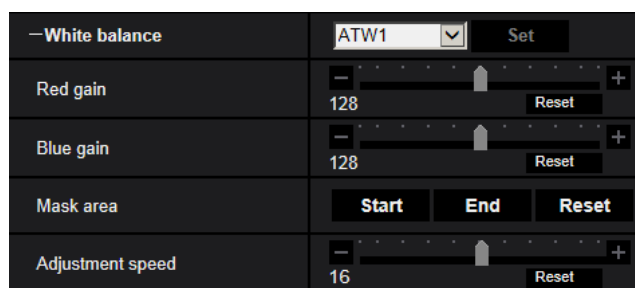 －White balance ATW1 Set
Red gain － +
128 Reset
Blue gain － +
128 Reset
Mask area Start End Reset
Adjustment speed － +
16 Reset